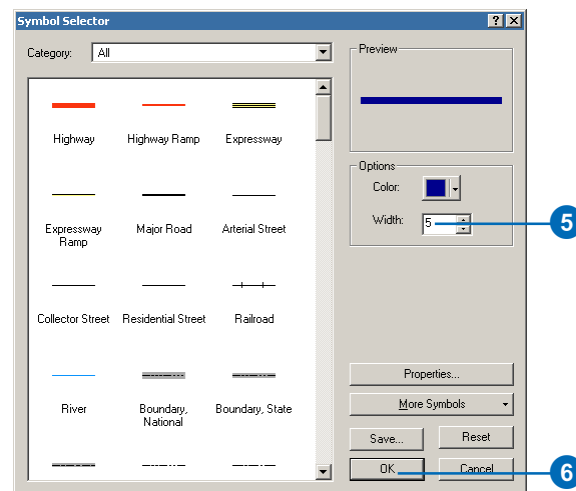 Symbol Selector
Category: All
Preview
Highway Highway Ramp Expressway
Options
Color:
Width: 5
5
Expressway Ramp Major Road Arterial Street
Collector Street Residential Street Railroad
River Boundary, National Boundary, State
Properties...
More Symbols
Save... Reset
OK Cancel
6